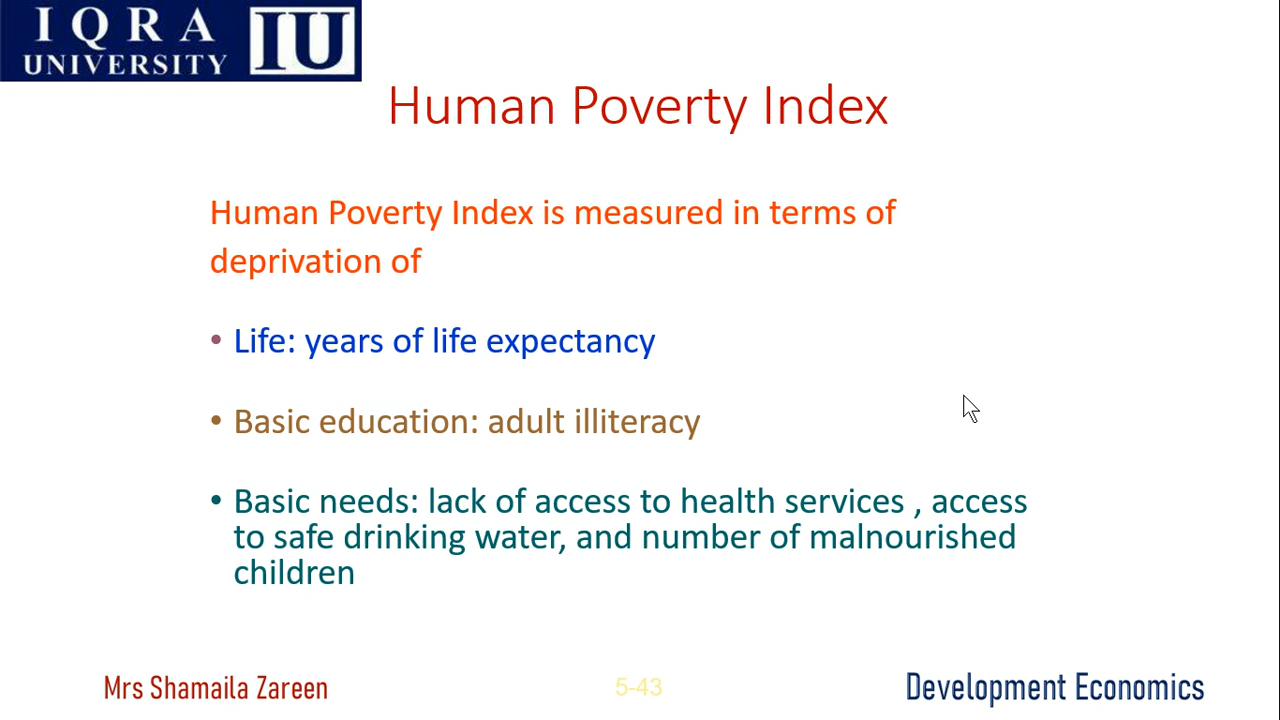 IQRA
UNIVERSITY
IU
Human Poverty Index
Human Poverty Index is measured in terms of
deprivation of
• Life: years of life expectancy
• Basic education: adult illiteracy
• Basic needs: lack of access to health services , access
to safe drinking water, and number of malnourished
children
Mrs Shamaila Zareen
5-43
Development Economics